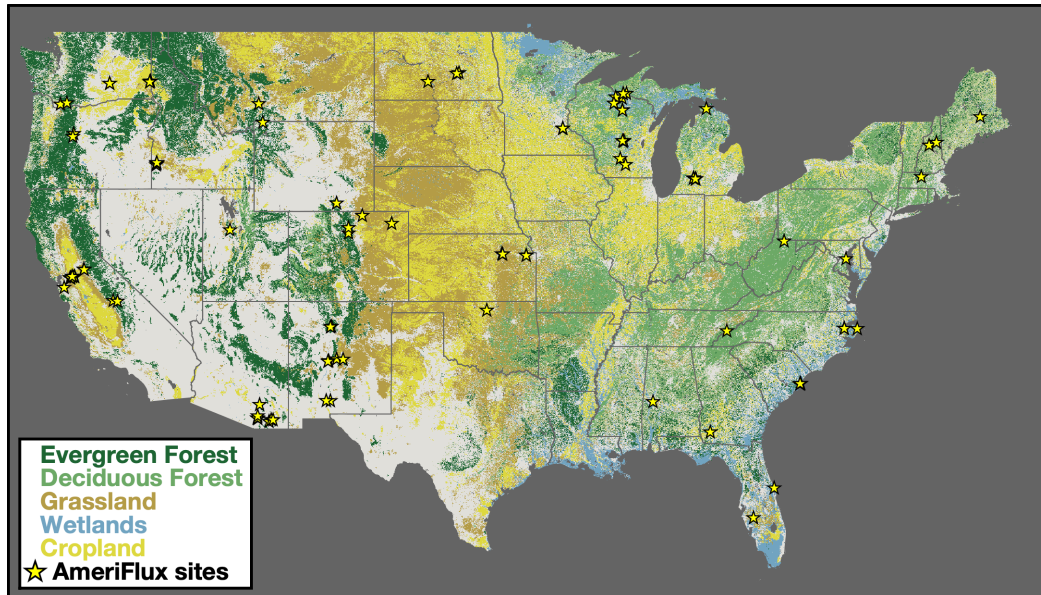 Evergreen Forest
Deciduous Forest
Grassland
Wetlands
Cropland
AmeriFlux sites